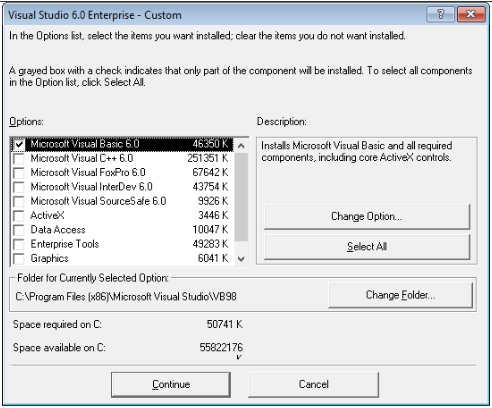 Visual Studio 6.0 Enterprise - Custom
In the Options list, select the items you want installed; clear the items you do not want installed.
A grayed box with a check indicates that only part of the component will be installed. To select all components
in the Option list, click Select All.
Options:
Description:
Microsoft Visual Basic 6.0 46350 K
Microsoft Visual C++ 6.0 251351 K
Microsoft Visual FoxPro 6.0 67642 K
Microsoft Visual InterDev 6.0 43754 K
Microsoft Visual SourceSafe 6.0 9926 K
ActiveX 3446 K
Data Access 10047 K
Enterprise Tools 49283 K
Graphics 6041 K
Installs Microsoft Visual Basic and all required
components, including core ActiveX controls.
Change Option...
Select All
Folder for Currently Selected Option:
C:\Program Files (x86)\Microsoft Visual Studio\VB98
Change Folder...
Space required on C: 50741 K
Space available on C: 55822176
Continue
Cancel